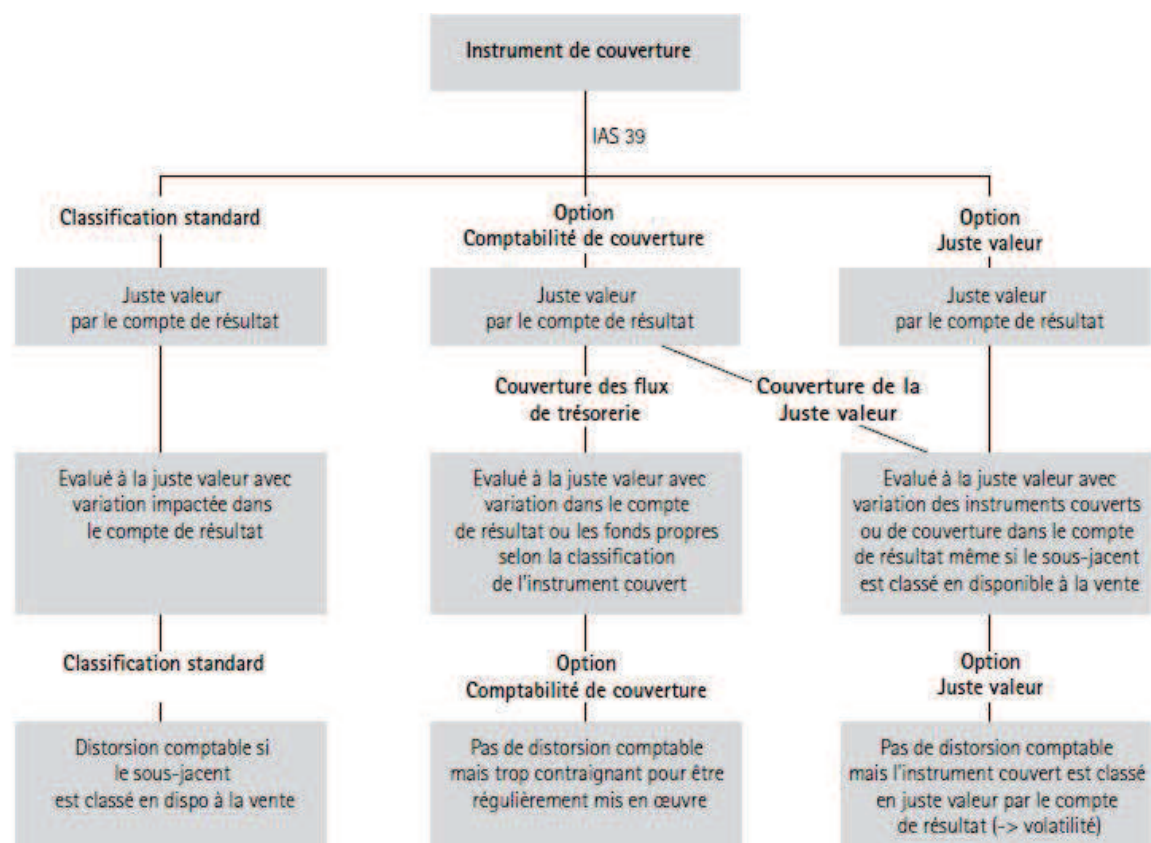 Instrument de couverture
IAS 39
Classification standard
Option
Comptabilité de couverture
Option
Juste valeur
Juste valeur
par le compte de résultat
Juste valeur
par le compte de résultat
Juste valeur
par le compte de résultat
Couverture des flux
de trésorerie
Couverture de la
Juste valeur
Evalué à la juste valeur avec
variation impactée dans
le compte de résultat
Evalué à la juste valeur avec
variation dans le compte
de résultat ou les fonds propres
selon la classification
de l'instrument couvert
Evalué à la juste valeur avec
variation des instruments couverts
ou de couverture dans le compte
de résultat même si le sous-jacent
est classé en disponible à la vente
Classification standard
Option
Comptabilité de couverture
Option
Juste valeur
Distorsion comptable si
le sous-jacent
est classé en dispo à la vente
Pas de distorsion comptable
mais trop contraignant pour être
régulièrement mis en œuvre
Pas de distorsion comptable
mais l'instrument couvert est classé
en juste valeur par le compte
de résultat (-> volatilité)